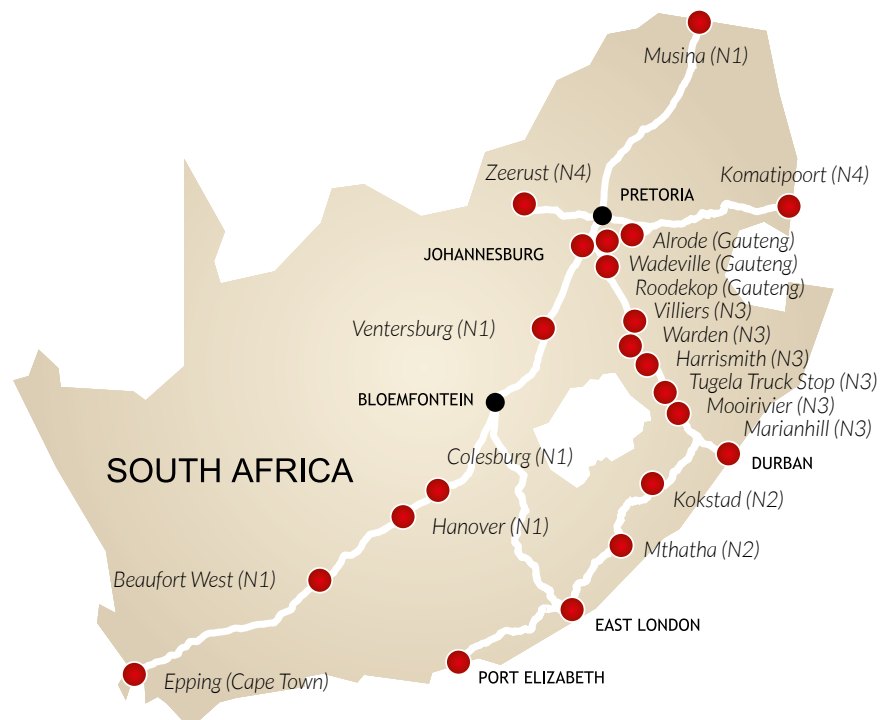 Musina (N1)
Zeerust (N4)
Komatipoort (N4)
PRETORIA
JOHANNESBURG
Alrode (Gauteng)
Wadeville (Gauteng)
Roodekop (Gauteng)
Villiers (N3)
Ventersburg (N1)
Warden (N3)
Harrismith (N3)
Tugela Truck Stop (N3)
BLOEMFONTEIN
Mooirivier (N3)
Marianhill (N3)
DURBAN
Colesburg (N1)
SOUTH AFRICA
Kokstad (N2)
Hanover (N1)
Mthatha (N2)
Beaufort West (N1)
EAST LONDON
PORT ELIZABETH
Epping (Cape Town)